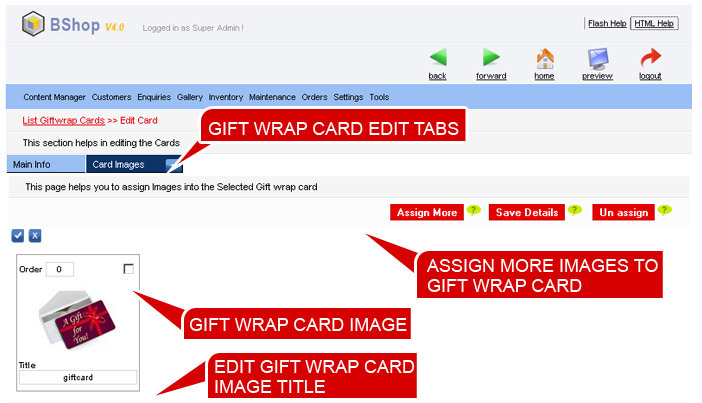 BShop V4.0
Logged in as Super Admin !
Flash Help HTML Help
back forward home preview logout
Content Manager Customers Enquiries Gallery Inventory Maintenance Orders Settings Tools
List Giftwrap Cards >> Edit Card
GIFT WRAP CARD EDIT TABS
This section helps in editing the Cards
Main Info Card Images
This page helps you to assign Images into the Selected Gift wrap card
Assign More ? Save Details ? Un assign ?
X
ASSIGN MORE IMAGES TO
GIFT WRAP CARD
Order 0
A Gift
for
You!
GIFT WRAP CARD IMAGE
Title
giftcard
EDIT GIFT WRAP CARD
IMAGE TITLE